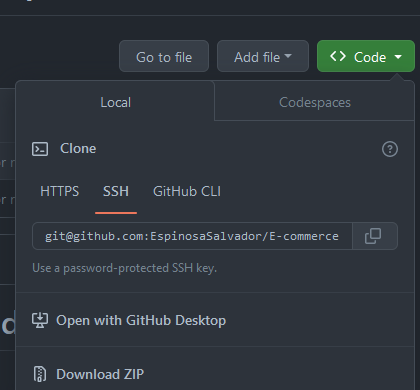 Go to file Add file <> Code
Local Codespaces
Clone
HTTPS SSH GitHub CLI
git@github.com:EspinosaSalvador/E-commerce
Use a password-protected SSH key.
Open with GitHub Desktop
Download ZIP